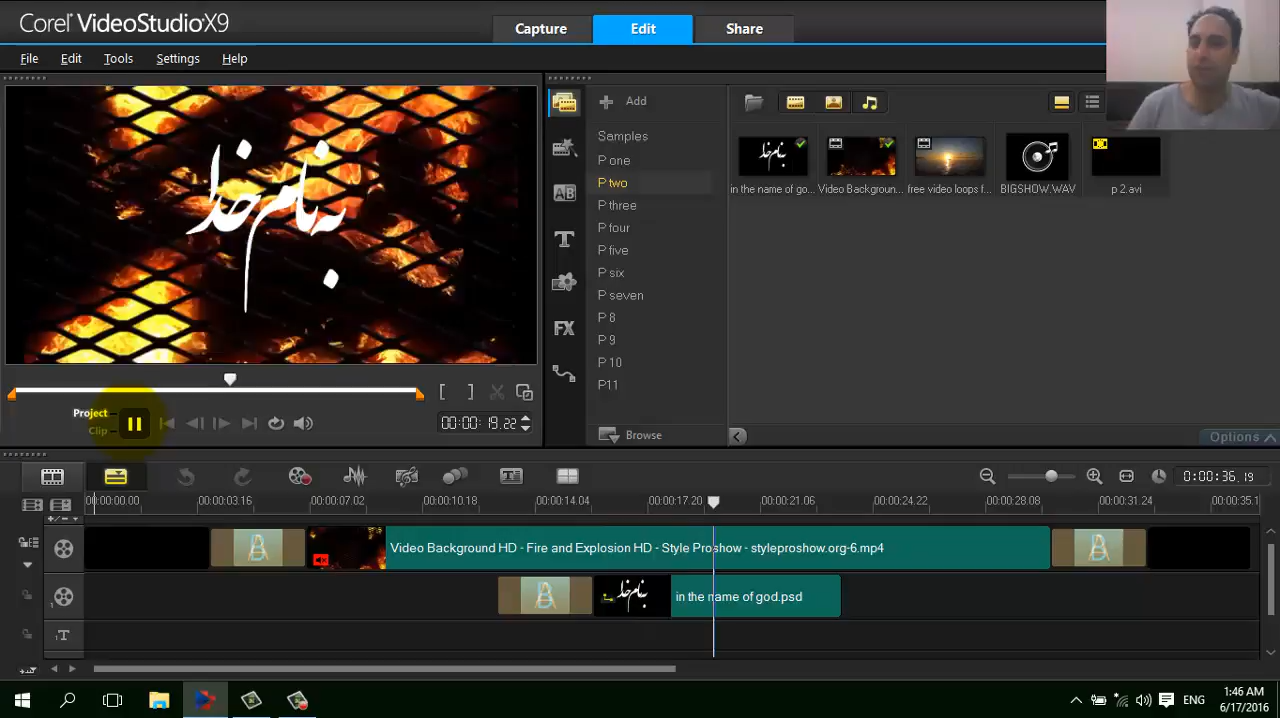 Corel VideoStudio X9
Capture Edit Share
File Edit Tools Settings Help
به نام خدا
Add
Samples
P one
P two
P three
P four
P five
P six
P seven
P 8
P 9
P 10
P11
Browse
به نام خدا
in the name of go... Video Backgroun... free video loops f... BIGSHOW.WAV p 2.avi
Options
Project
Clip
00:00:19.22
0:00:36.19
00:00:00.00 00:00:03.16 00:00:07.02 00:00:10.18 00:00:14.04 00:00:17.20 00:00:21.06 00:00:24.22 00:00:28.08 00:00:31.24 00:00:35.1
Video Background HD - Fire and Explosion HD - Style Proshow - styleproshow.org-6.mp4
به نام خدا
in the name of god.psd
ENG
1:46 AM
6/17/2016